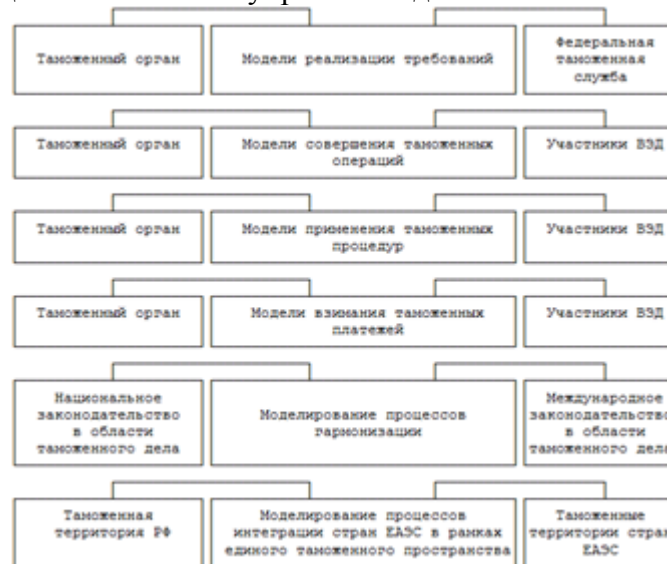 Таможенный орган
Модели реализации требований
Федеральная
таможенная
служба
Таможенный орган
Модели совершения таможенных
операций
Участники ВЭД
Таможенный орган
Модели применения таможенных
процедур
Участники ВЭД
Таможенный орган
Модели взимания таможенных
платежей
Участники ВЭД
Национальное
законодательство
в области
таможенного дела
Моделирование процессов
гармонизации
Международное
законодательство
в области
таможенного дела
Таможенная
территория РФ
Моделирование процессов
интеграции стран ЕАЭС в рамках
единого таможенного пространства
Таможенные
территории стран
ЕАЭС